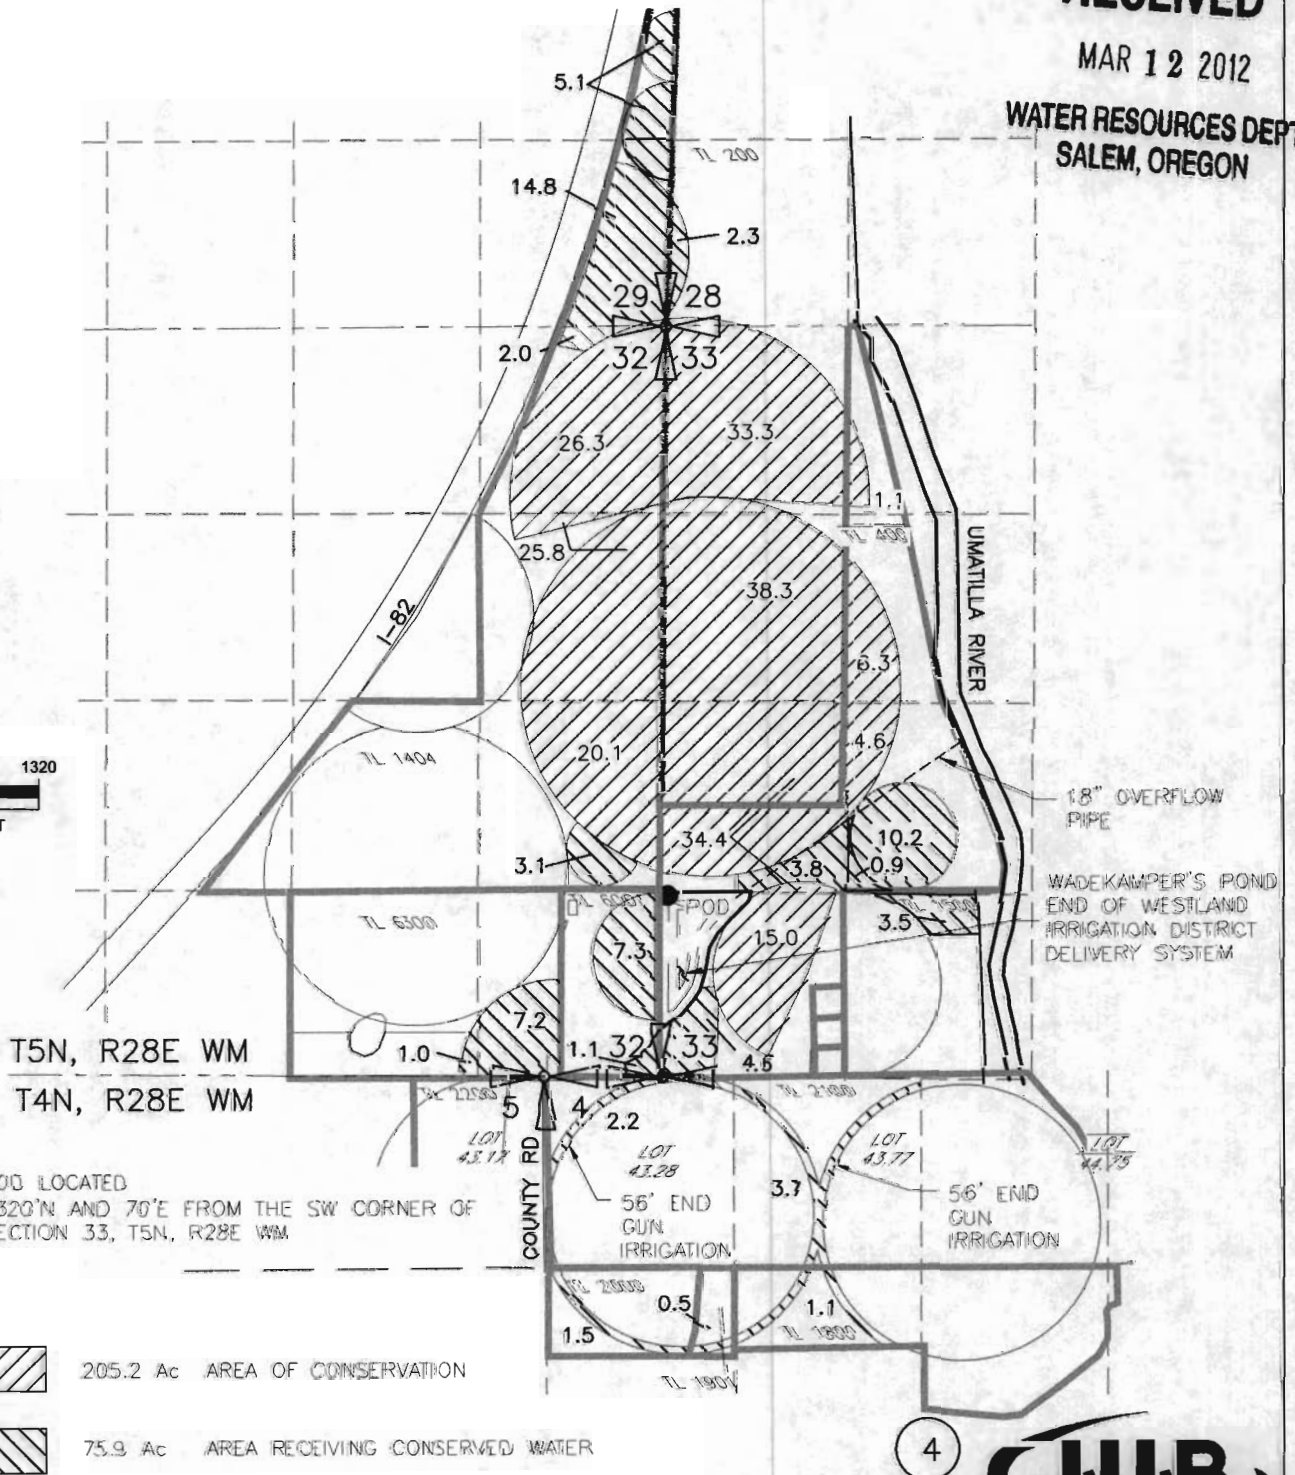 RECEIVED
MAR 12 2012
WATER RESOURCES DEPT
SALEM, OREGON
5.1
TL 200
14.8
2.3
29 28
2.0
32 33
26.3
33.3
1.1
TL 400
25.8
38.3
UMATILLA RIVER
I-82
6.3
4.6
20.1
TL 1404
1320
18" OVERFLOW
PIPE
34.4
10.2
3.1
3.8
0.9
WADEKAMPER'S POND
END OF WESTLAND
IRRIGATION DISTRICT
DELIVERY SYSTEM
POD
TL 6300
3.5
15.0
7.3
7.2
1.0
1.1
32 33
4.6
T5N, R28E WM
T4N, R28E WM
TL 2200
5 4
TL 2100
2.2
LOT
43.28
LOT
43.77
LOT
44.75
3.7
COUNTY RD
56' END
GUN
IRRIGATION
56' END
GUN
IRRIGATION
LOCATED
320'N AND 70'E FROM THE SW CORNER OF
SECTION 33, T5N, R28E WM
TL 2000
0.5
1.5
1.1
TL 1800
TL 1901
205.2 Ac AREA OF CONSERVATION
75.9 Ac AREA RECEIVING CONSERVED WATER
4